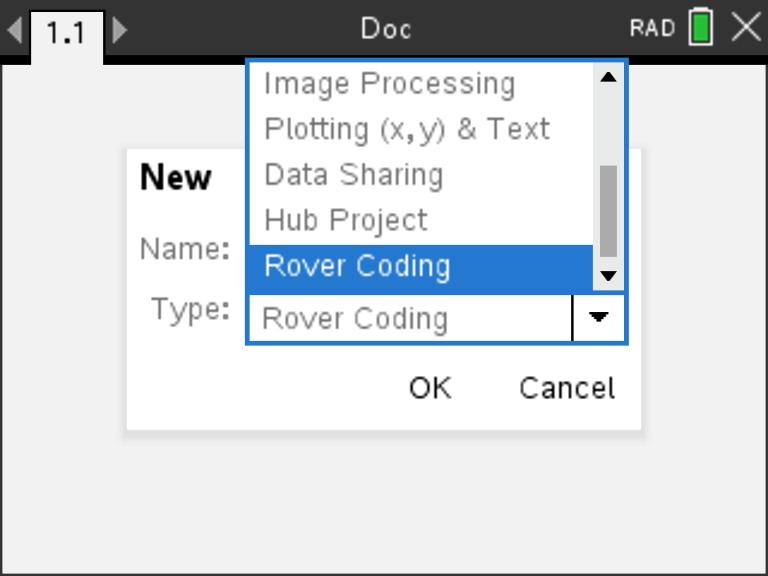 1.1 Doc RAD
Image Processing
Plotting (x,y) & Text
New
Data Sharing
Hub Project
Name:
Rover Coding
Type: Rover Coding
OK Cancel